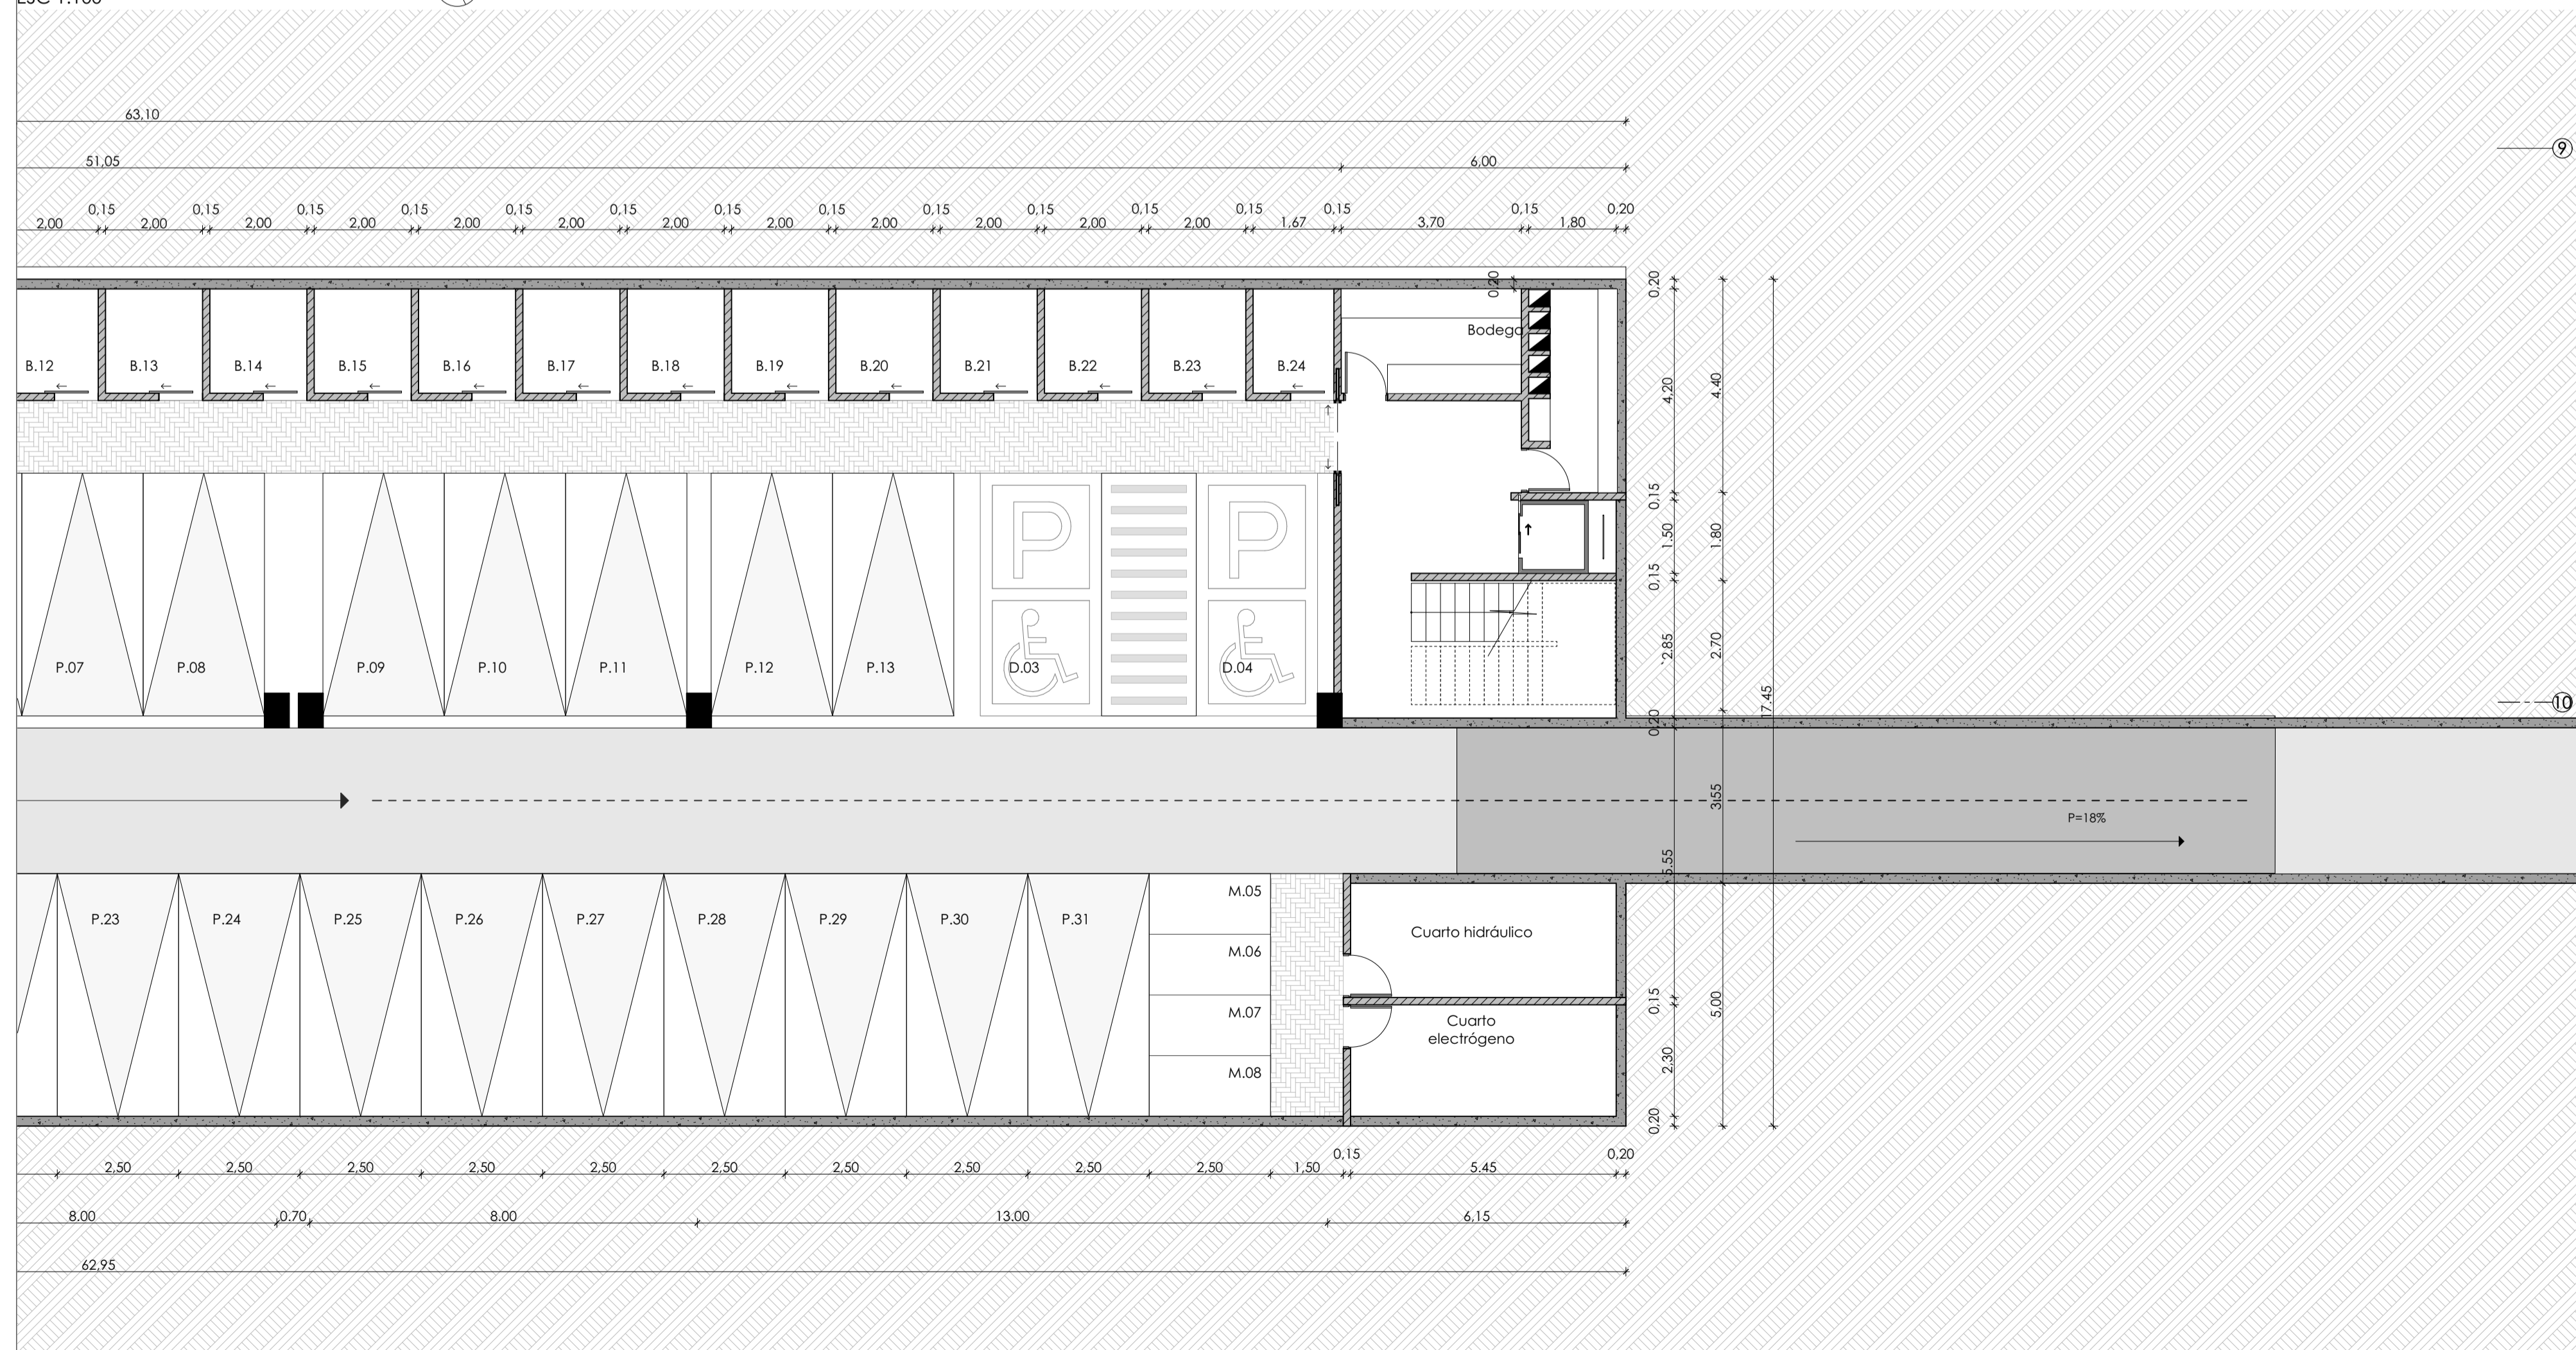 63,10
9
51,05 6,00
0,15 0,15 0,15 0,15 0,15 0,15 0,15 0,15 0,15 0,15 0,15 0,15 0,15 0,15 0,20
2,00 2,00 2,00 2,00 2,00 2,00 2,00 2,00 2,00 2,00 2,00 2,00 1,67 3,70 1,80
0,20 0,20
Bodega
B.12 B.13 B.14 B.15 B.16 B.17 B.18 B.19 B.20 B.21 B.22 B.23 B.24
4,20 4.40
0.15
P P
1.50 1.80
0,15
2.85 2.70
P.07 P.08 P.09 P.10 P.11 P.12 P.13 D.03 D.04
17.45
10
0,20
3.55
P=18%
5.55
M.05
P.23 P.24 P.25 P.26 P.27 P.28 P.29 P.30 P.31
Cuarto hidráulico
M.06
0,15 5,00
M.07
Cuarto
electrógeno
2,30
M.08
0,20
0,15 0,20
2,50 2,50 2,50 2,50 2,50 2,50 2,50 2,50 2,50 2,50 1,50 5.45
8.00 0.70 8.00 13.00 6,15
62,95